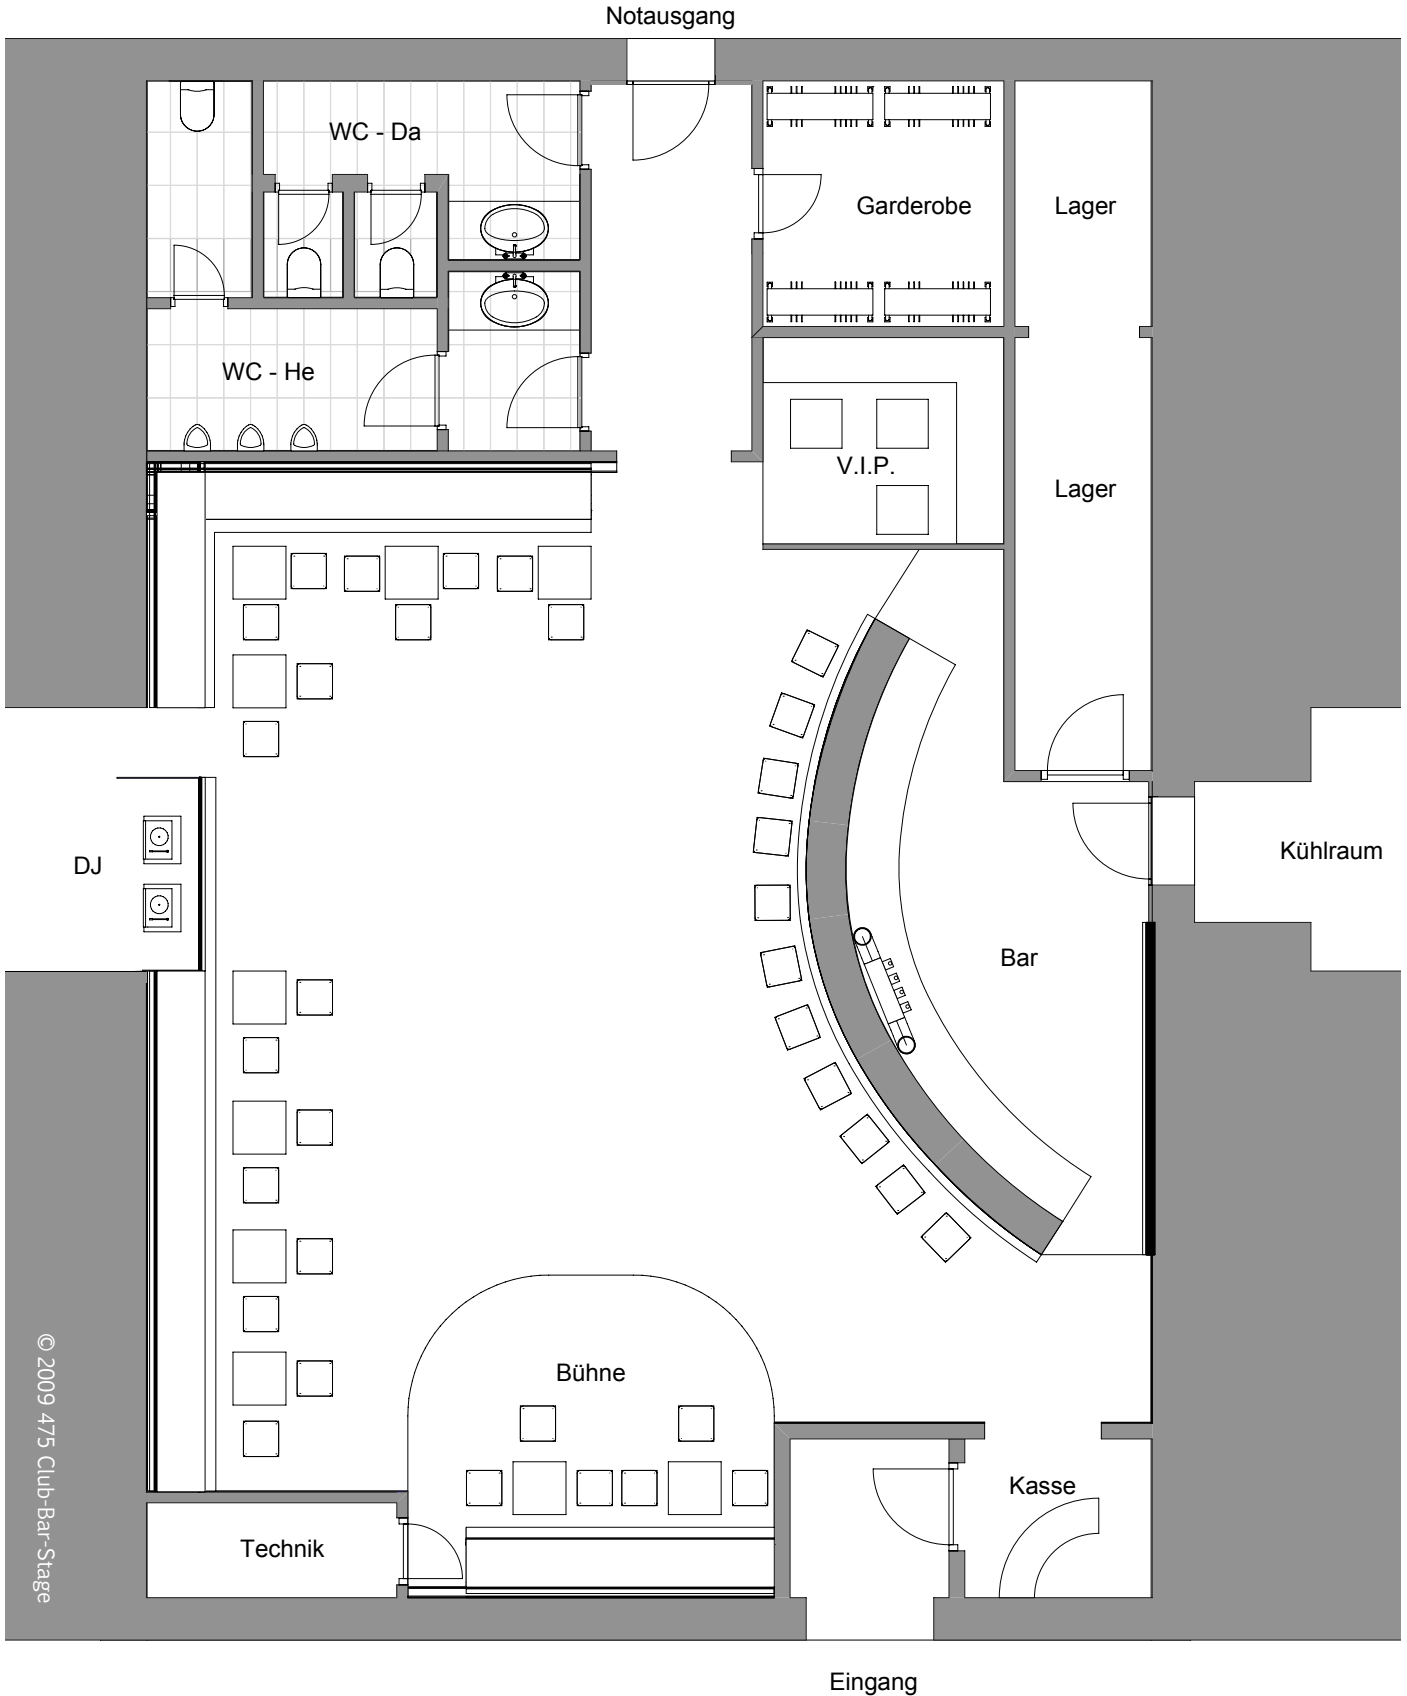 Notausgang
WC - Da
Garderobe
Lager
WC - He
V.I.P.
Lager
DJ
Kühlraum
Bar
Bühne
Kasse
Technik
© 2009 475 Club-Bar-Stage
Eingang